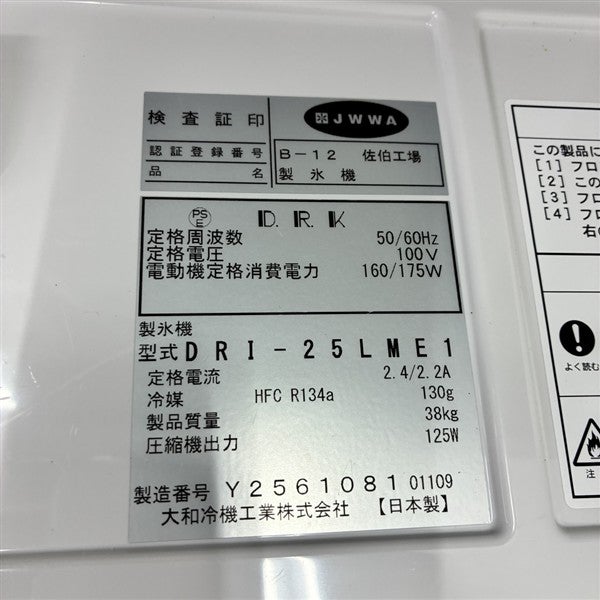 検査証印
JWWA
認証登録番号 B-12 佐伯工場
品名 製氷機
PSE D.R.K
定格周波数 50/60Hz
定格電圧 100V
電動機定格消費電力 160/175W
製氷機
型式DRI-25LME1
定格電流 2.4/2.2A
冷媒 HFC R134a 130g
製品質量 38kg
圧縮機出力 125W
製造番号 Y2561081 01109
大和冷機工業株式会社 【日本製】
この製品に
[1] フロ
[2] この
[3] フロ
[4] フロ
右の
よく読む
注